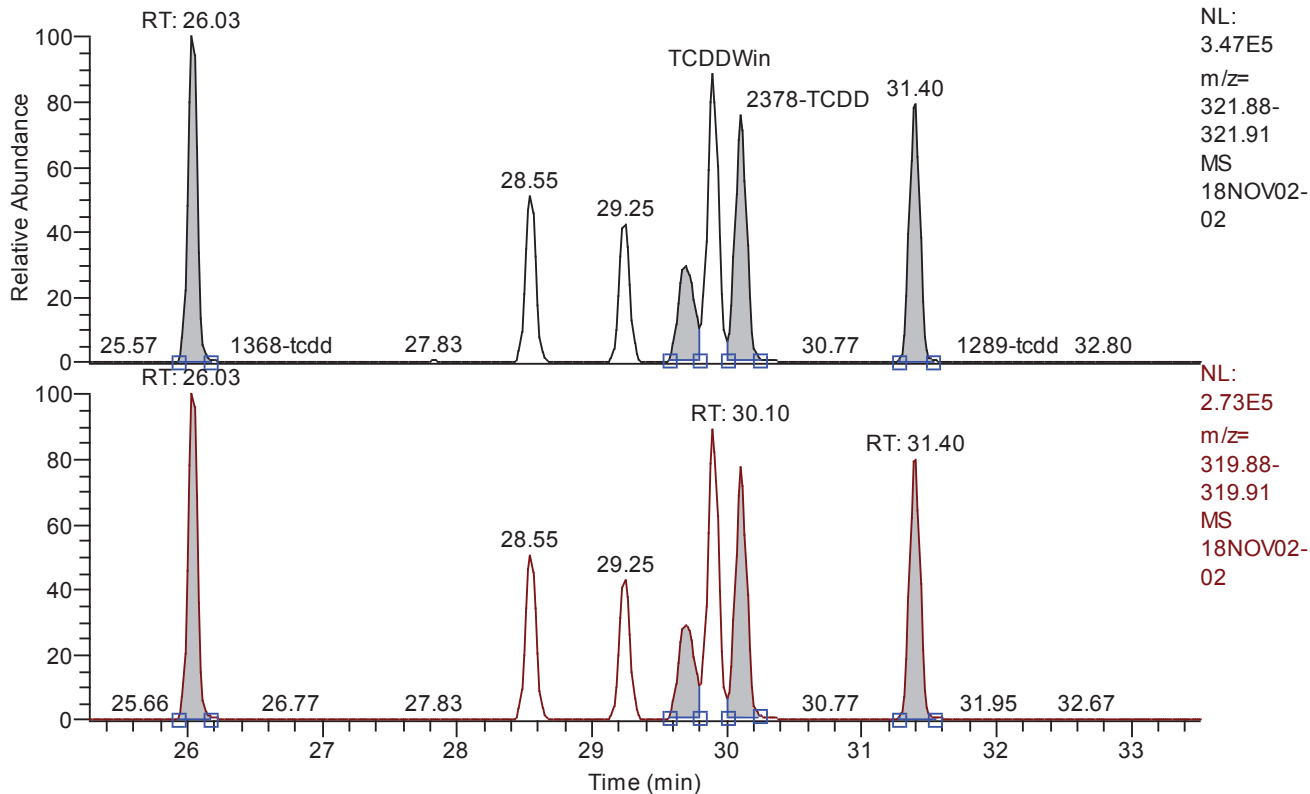 RT: 26.03
TCDDWin
2378-TCDD
31.40
28.55
29.25
25.57
1368-tcdd
27.83
30.77
1289-tcdd
32.80
100
80
60
40
20
0
Relative Abundance
NL:
3.47E5
m/z=
321.88-
321.91
MS
18NOV02-
02
RT: 26.03
RT: 30.10
RT: 31.40
28.55
29.25
25.66
26.77
27.83
30.77
31.95
32.67
100
80
60
40
20
0
NL:
2.73E5
m/z=
319.88-
319.91
MS
18NOV02-
02
26
27
28
29
30
31
32
33
Time (min)